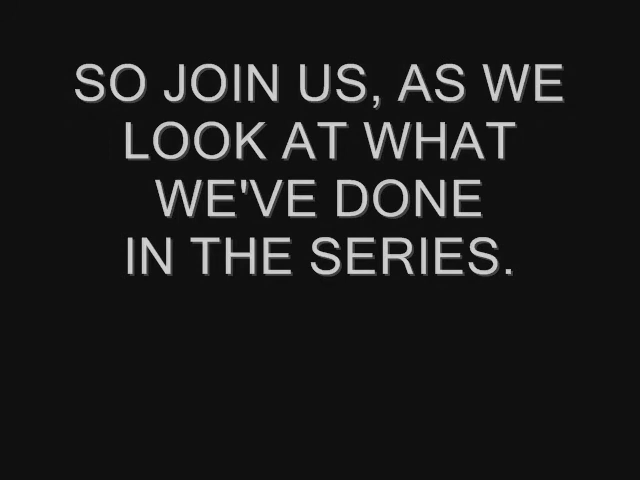 SO JOIN US, AS WE
LOOK AT WHAT
WE'VE DONE
IN THE SERIES.